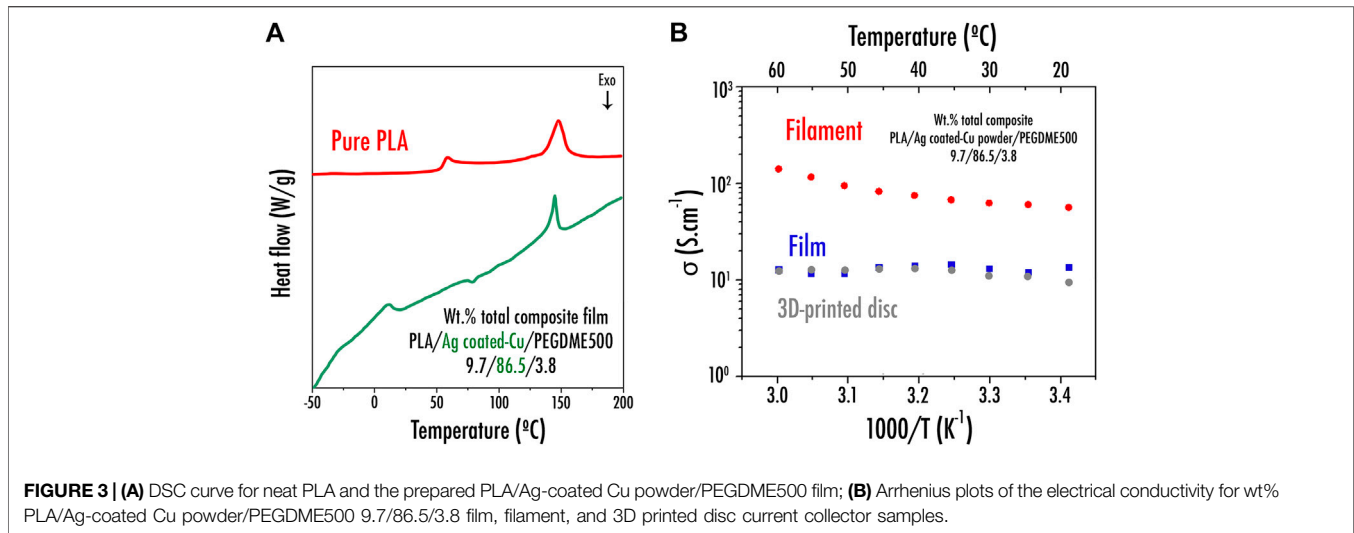 A
Exo
↓
Pure PLA
Heat flow (W/g)
Wt.% total composite film
PLA/Ag coated-Cu/PEGDME500
9.7/86.5/3.8
-50 0 50 100 150 200
Temperature (ºC)
B
Temperature (ºC)
60 50 40 30 20
10³
10²
10¹
10⁰
σ (S.cm⁻¹)
Filament
Wt.% total composite
PLA/Ag coated-Cu powder/PEGDME500
9.7/86.5/3.8
Film
3D-printed disc
3.0 3.1 3.2 3.3 3.4
1000/T (K⁻¹)
FIGURE 3 | (A) DSC curve for neat PLA and the prepared PLA/Ag-coated Cu powder/PEGDME500 film; (B) Arrhenius plots of the electrical conductivity for wt%
PLA/Ag-coated Cu powder/PEGDME500 9.7/86.5/3.8 film, filament, and 3D printed disc current collector samples.